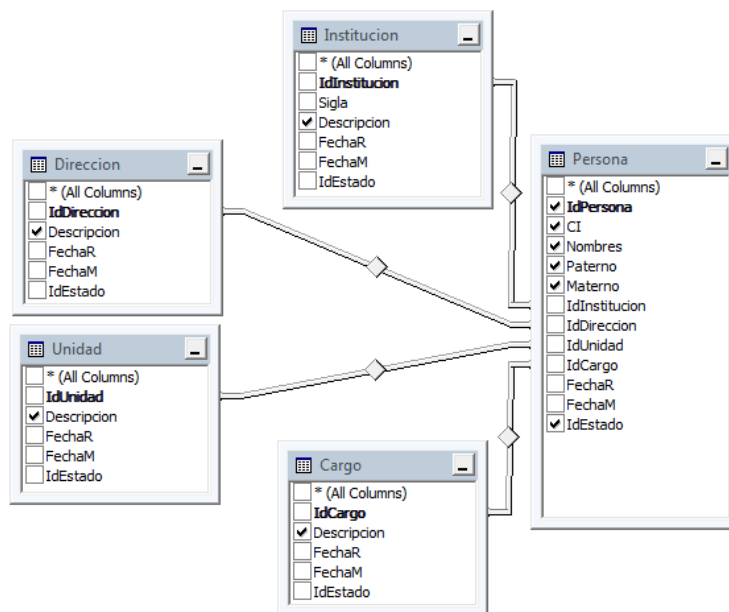 Institucion
* (All Columns)
IdInstitucion
Sigla
Descripcion
FechaR
FechaM
IdEstado
Direccion
* (All Columns)
IdDireccion
Descripcion
FechaR
FechaM
IdEstado
Persona
* (All Columns)
IdPersona
CI
Nombres
Paterno
Materno
IdInstitucion
IdDireccion
IdUnidad
IdCargo
FechaR
FechaM
IdEstado
Unidad
* (All Columns)
IdUnidad
Descripcion
FechaR
FechaM
IdEstado
Cargo
* (All Columns)
IdCargo
Descripcion
FechaR
FechaM
IdEstado